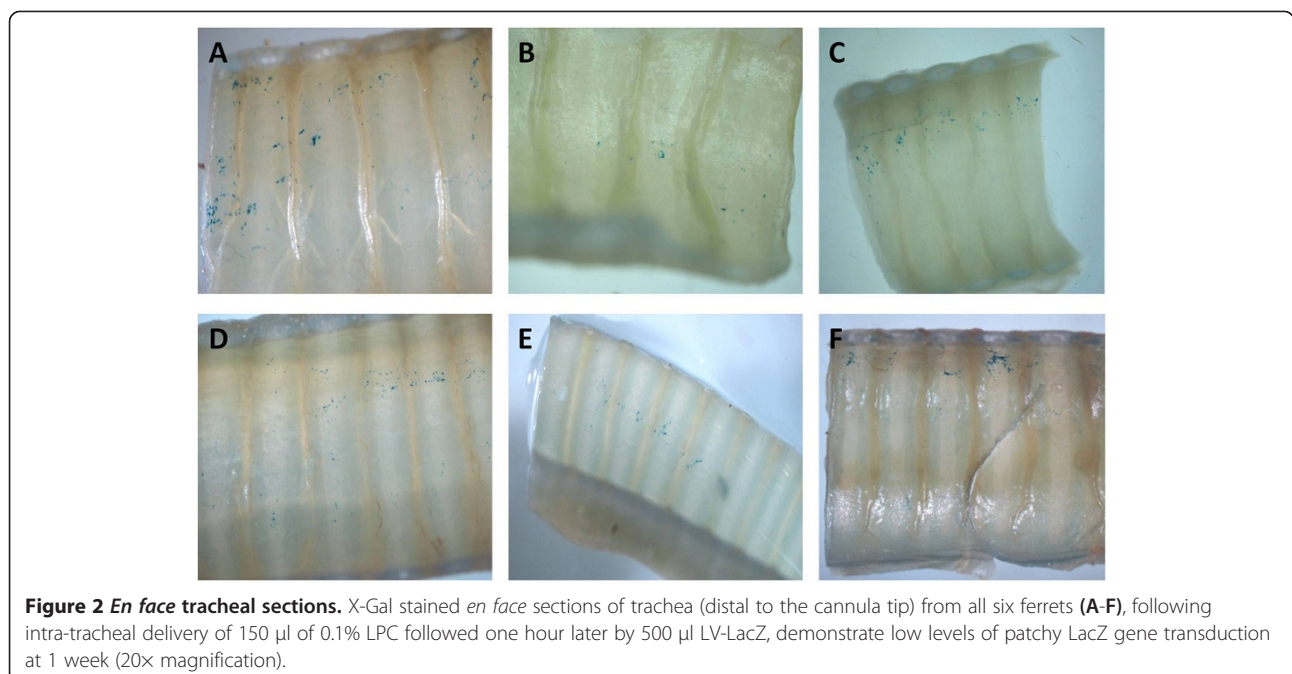 A
B
C
D
E
F
Figure 2 En face tracheal sections. X-Gal stained en face sections of trachea (distal to the cannula tip) from all six ferrets (A-F), following
intra-tracheal delivery of 150 μl of 0.1% LPC followed one hour later by 500 μl LV-LacZ, demonstrate low levels of patchy LacZ gene transduction
at 1 week (20× magnification).